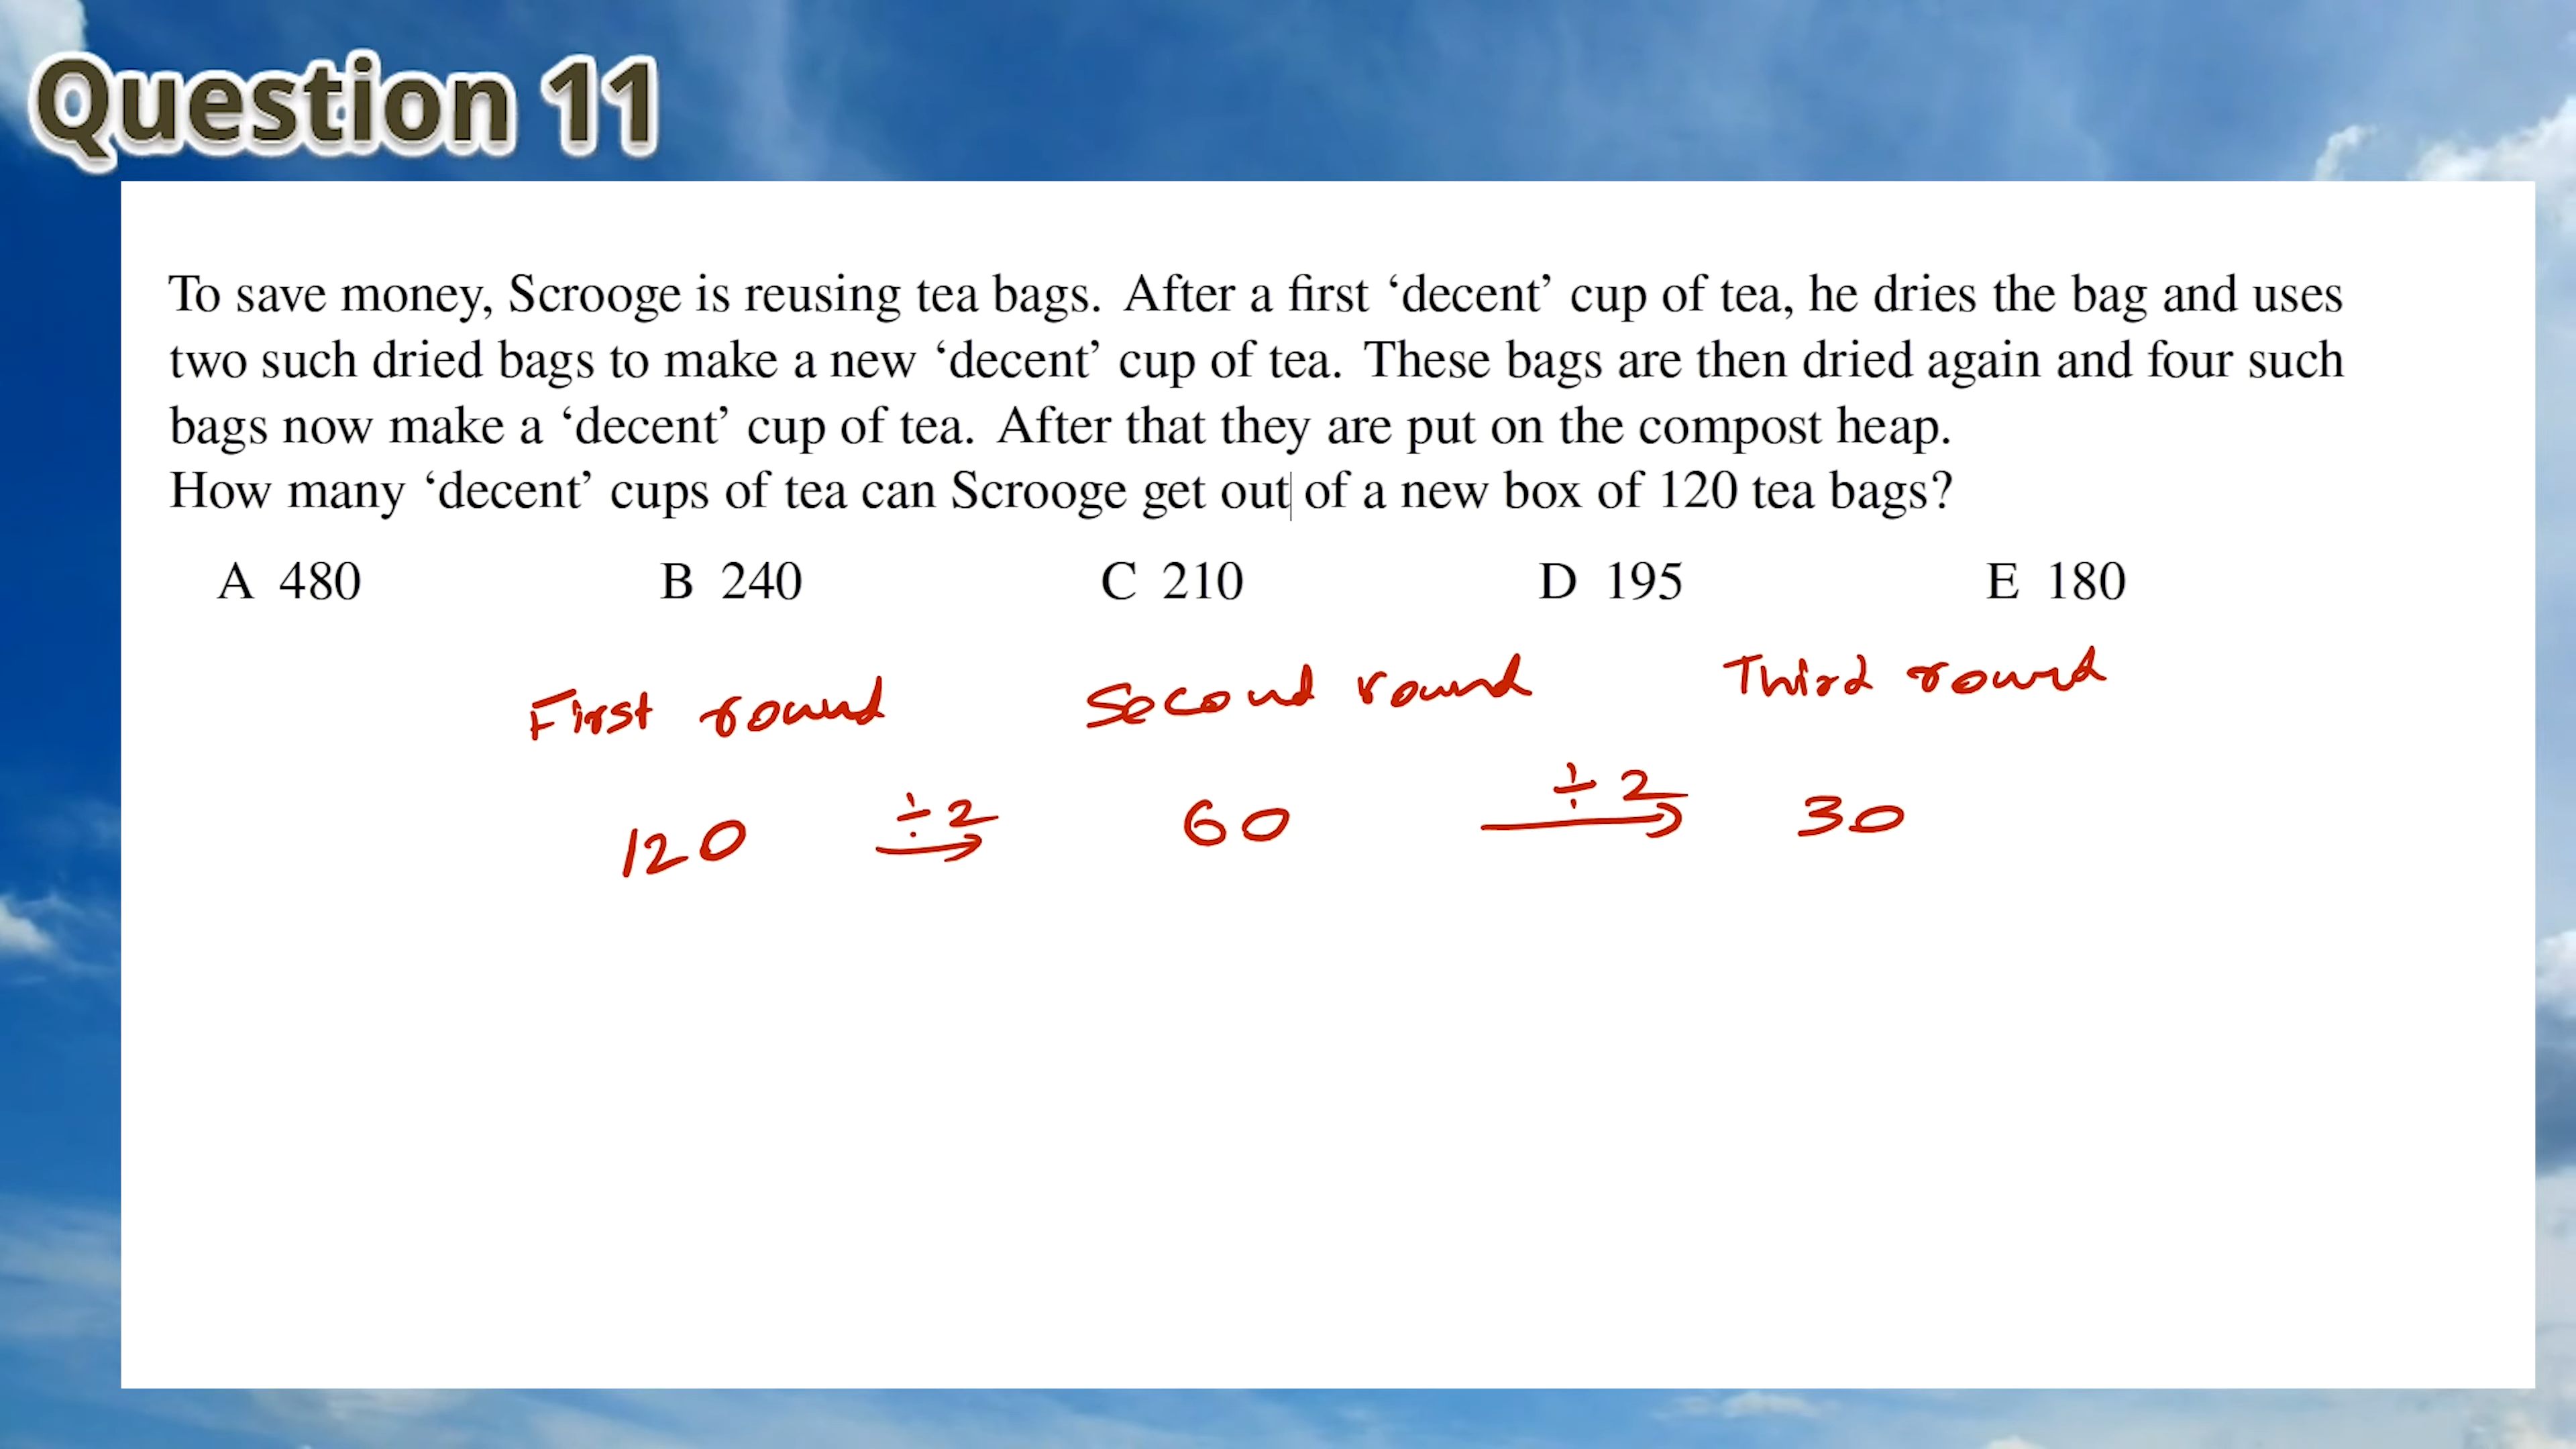 Question 11
To save money, Scrooge is reusing tea bags. After a first ‘decent’ cup of tea, he dries the bag and uses
two such dried bags to make a new ‘decent’ cup of tea. These bags are then dried again and four such
bags now make a ‘decent’ cup of tea. After that they are put on the compost heap.
How many ‘decent’ cups of tea can Scrooge get out of a new box of 120 tea bags?
A 480 B 240 C 210 D 195 E 180
First round Second round Third round
120 ÷2 60 ÷2 30